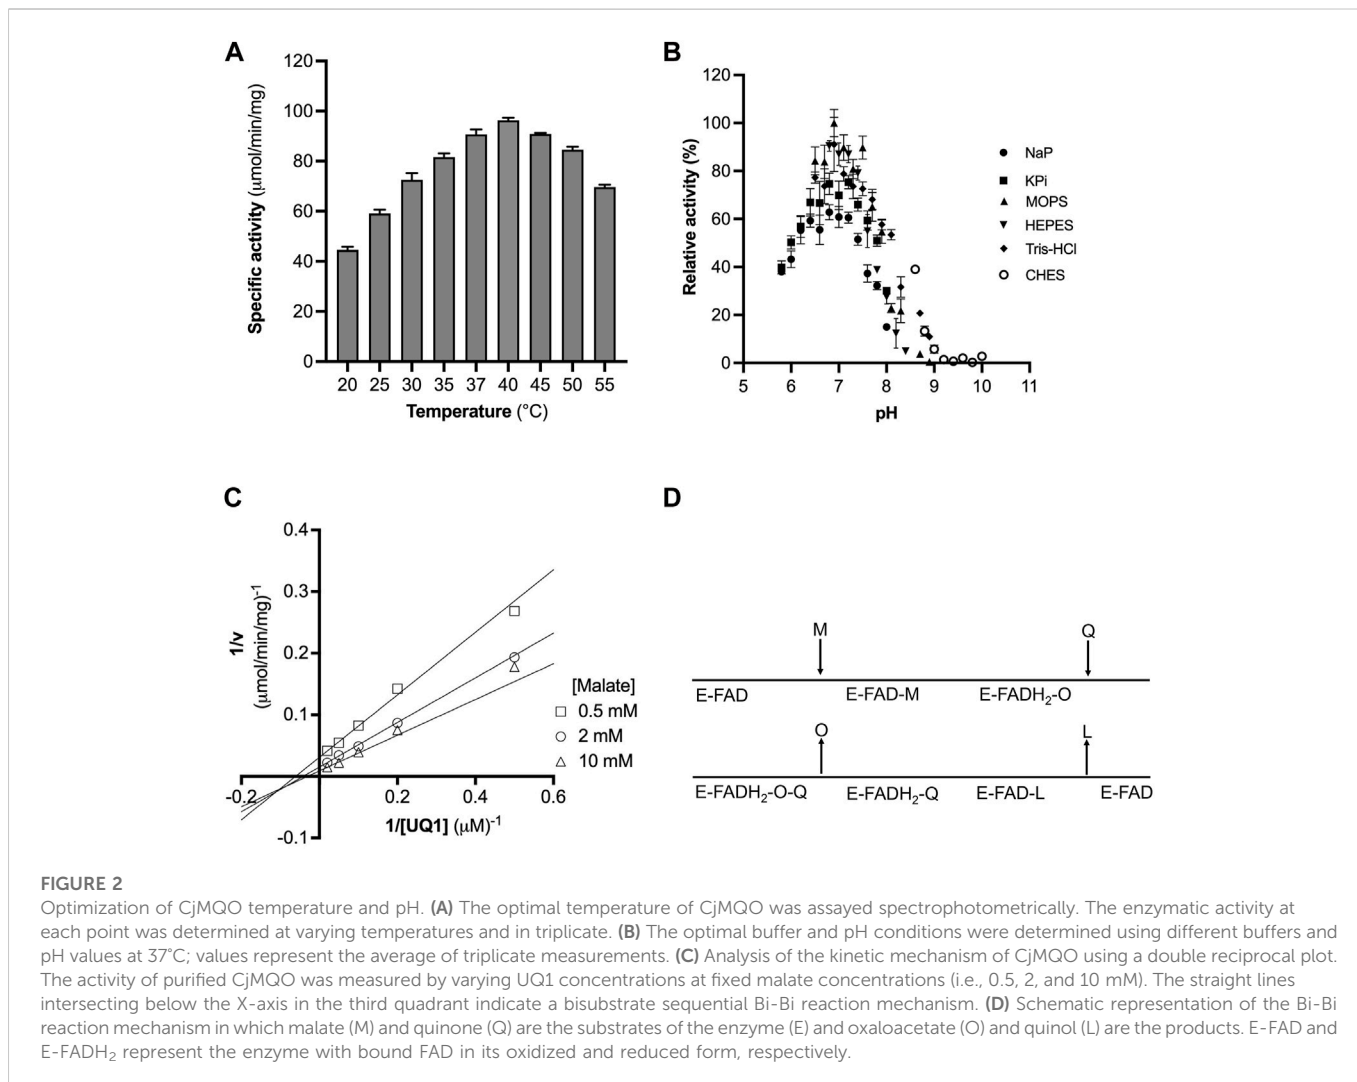 A
120
100
80
60
40
20
0
Specific activity (μmol/min/mg)
20 25 30 35 37 40 45 50 55
Temperature (°C)
B
120
100
80
60
40
20
0
Relative activity (%)
5 6 7 8 9 10 11
pH
NaP
KPi
MOPS
HEPES
Tris-HCl
CHES
C
0.4
0.3
0.2
0.1
-0.1
1/v
(μmol/min/mg)-1
-0.2 0.2 0.4 0.6
1/[UQ1] (μM)-1
[Malate]
0.5 mM
2 mM
10 mM
D
M Q
E-FAD E-FAD-M E-FADH2-O
O L
E-FADH2-O-Q E-FADH2-Q E-FAD-L E-FAD
FIGURE 2
Optimization of CjMQO temperature and pH. (A) The optimal temperature of CjMQO was assayed spectrophotometrically. The enzymatic activity at
each point was determined at varying temperatures and in triplicate. (B) The optimal buffer and pH conditions were determined using different buffers and
pH values at 37°C; values represent the average of triplicate measurements. (C) Analysis of the kinetic mechanism of CjMQO using a double reciprocal plot.
The activity of purified CjMQO was measured by varying UQ1 concentrations at fixed malate concentrations (i.e., 0.5, 2, and 10 mM). The straight lines
intersecting below the X-axis in the third quadrant indicate a bisubstrate sequential Bi-Bi reaction mechanism. (D) Schematic representation of the Bi-Bi
reaction mechanism in which malate (M) and quinone (Q) are the substrates of the enzyme (E) and oxaloacetate (O) and quinol (L) are the products. E-FAD and
E-FADH2 represent the enzyme with bound FAD in its oxidized and reduced form, respectively.